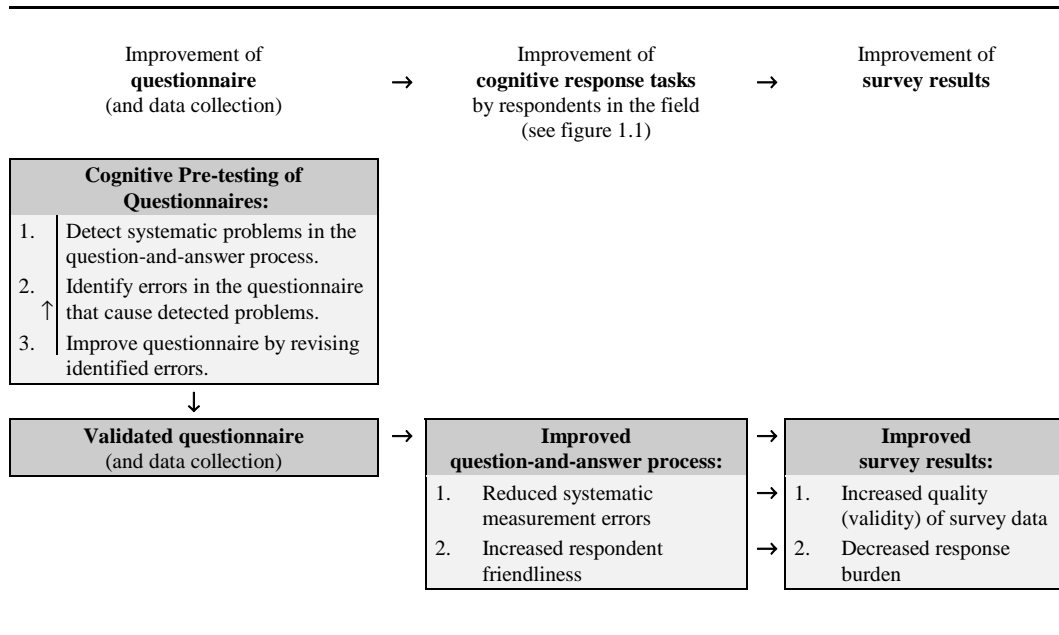 Improvement of
questionnaire
(and data collection)
→
Improvement of
cognitive response tasks
by respondents in the field
(see figure 1.1)
→
Improvement of
survey results
Cognitive Pre-testing of
Questionnaires:
1. Detect systematic problems in the
question-and-answer process.
2. Identify errors in the questionnaire
↑ that cause detected problems.
3. Improve questionnaire by revising
identified errors.
↓
Validated questionnaire
(and data collection)
→
Improved
question-and-answer process:
1. Reduced systematic
measurement errors
2. Increased respondent
friendliness
→
Improved
survey results:
→ 1. Increased quality
(validity) of survey data
→ 2. Decreased response
burden